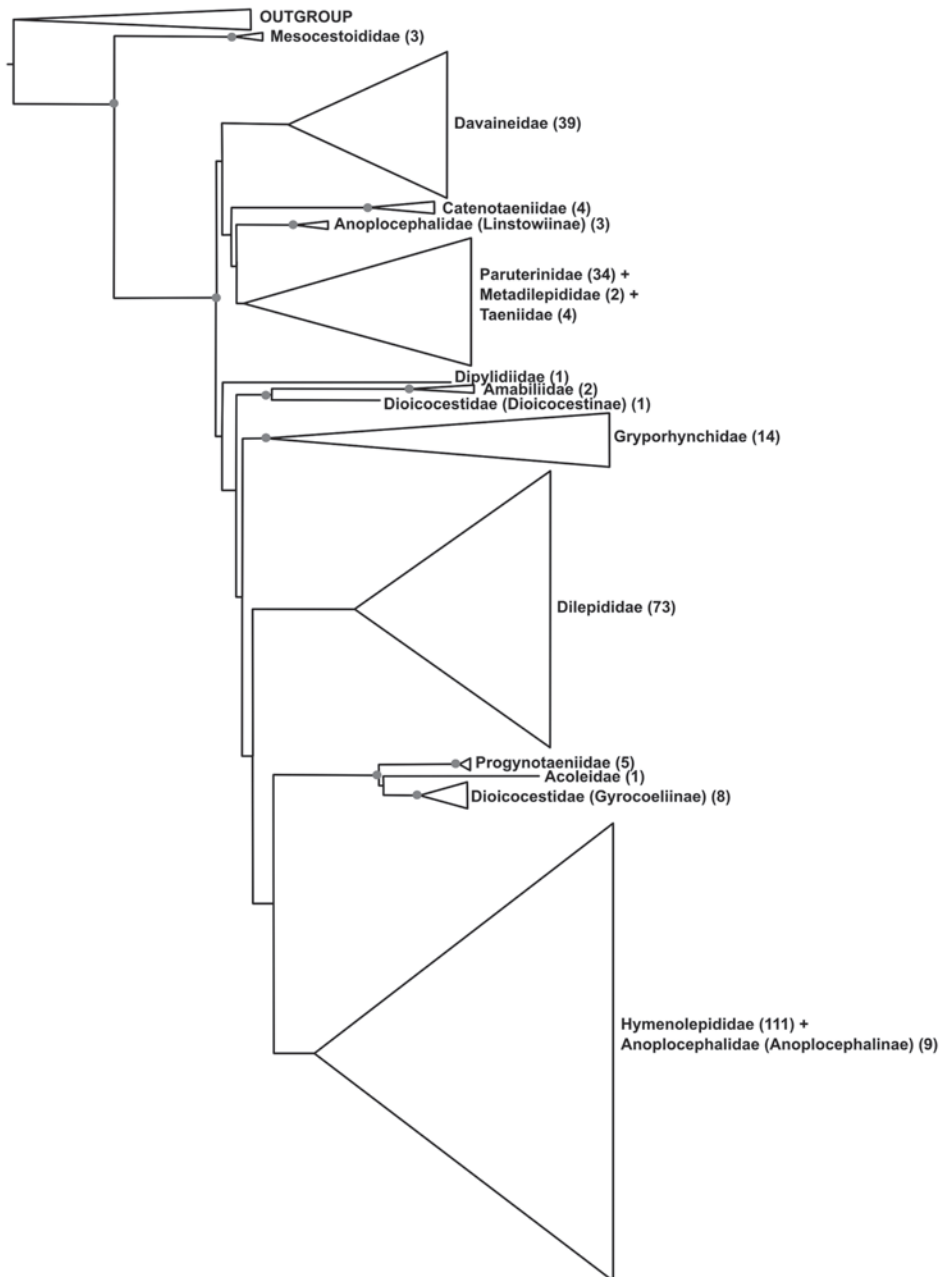 OUTGROUP
Mesocestoididae (3)
Davaineidae (39)
Catenotaeniidae (4)
Anoplocephalidae (Linstowiinae) (3)
Paruterinidae (34) +
Metadilepididae (2) +
Taeniidae (4)
Dipylidiidae (1)
Amabiliidae (2)
Dioicocestidae (Dioicocestinae) (1)
Gryporhynchidae (14)
Dilepididae (73)
Progynotaeniidae (5)
Acoleidae (1)
Dioicocestidae (Gyrocoeliinae) (8)
Hymenolepididae (111) +
Anoplocephalidae (Anoplocephalinae) (9)